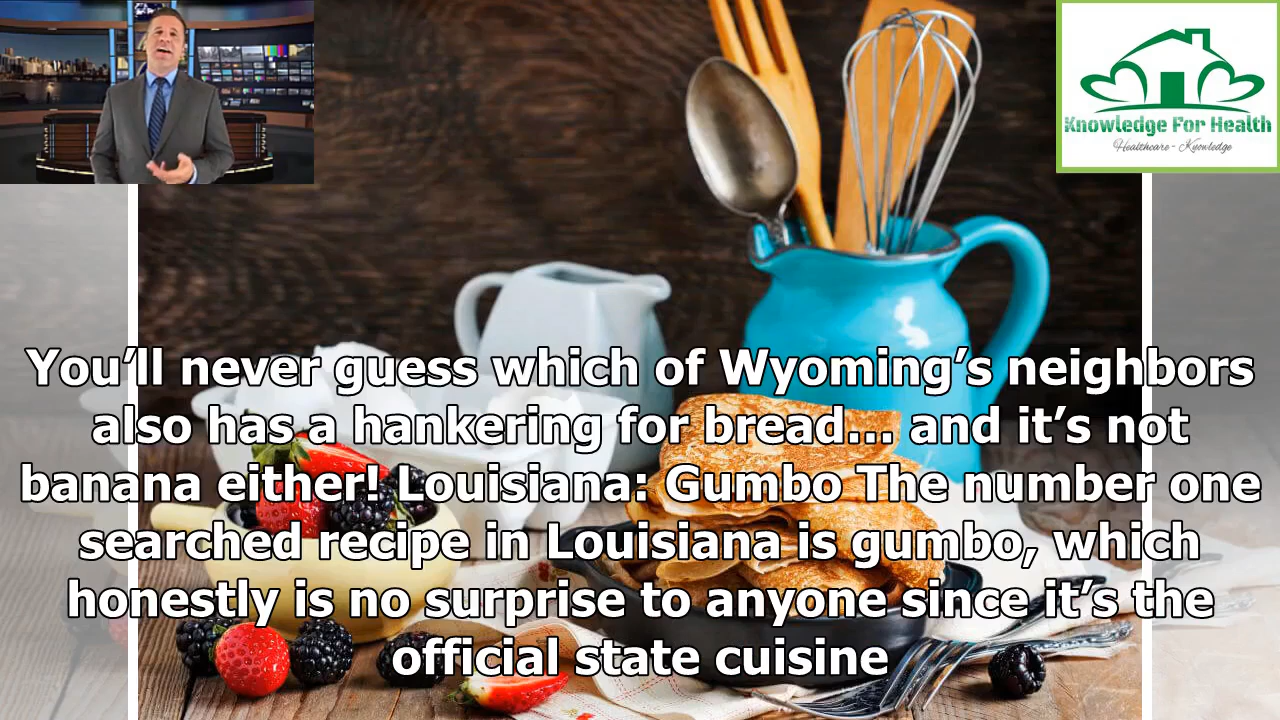 Knowledge For Health
Healthcare - Knowledge
You’ll never guess which of Wyoming’s neighbors
also has a hankering for bread… and it’s not
banana either! Louisiana: Gumbo The number one
searched recipe in Louisiana is gumbo, which
honestly is no surprise to anyone since it’s the
official state cuisine